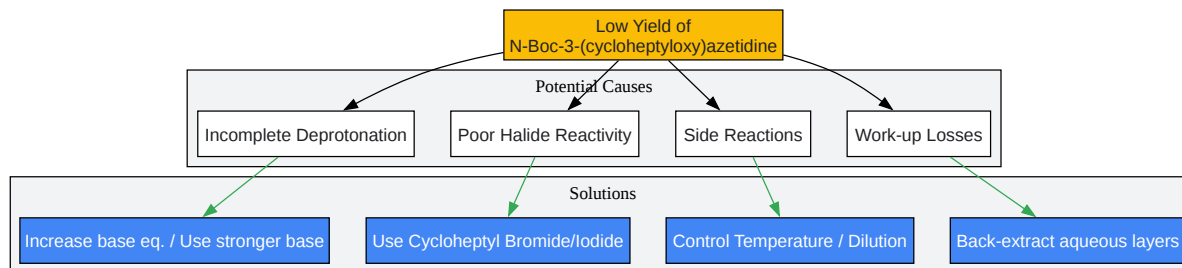 Low Yield of
N-Boc-3-(cycloheptyloxy)azetidine
Potential Causes
Incomplete Deprotonation
Poor Halide Reactivity
Side Reactions
Work-up Losses
Solutions
Increase base eq. / Use stronger base
Use Cycloheptyl Bromide/Iodide
Control Temperature / Dilution
Back-extract aqueous layers